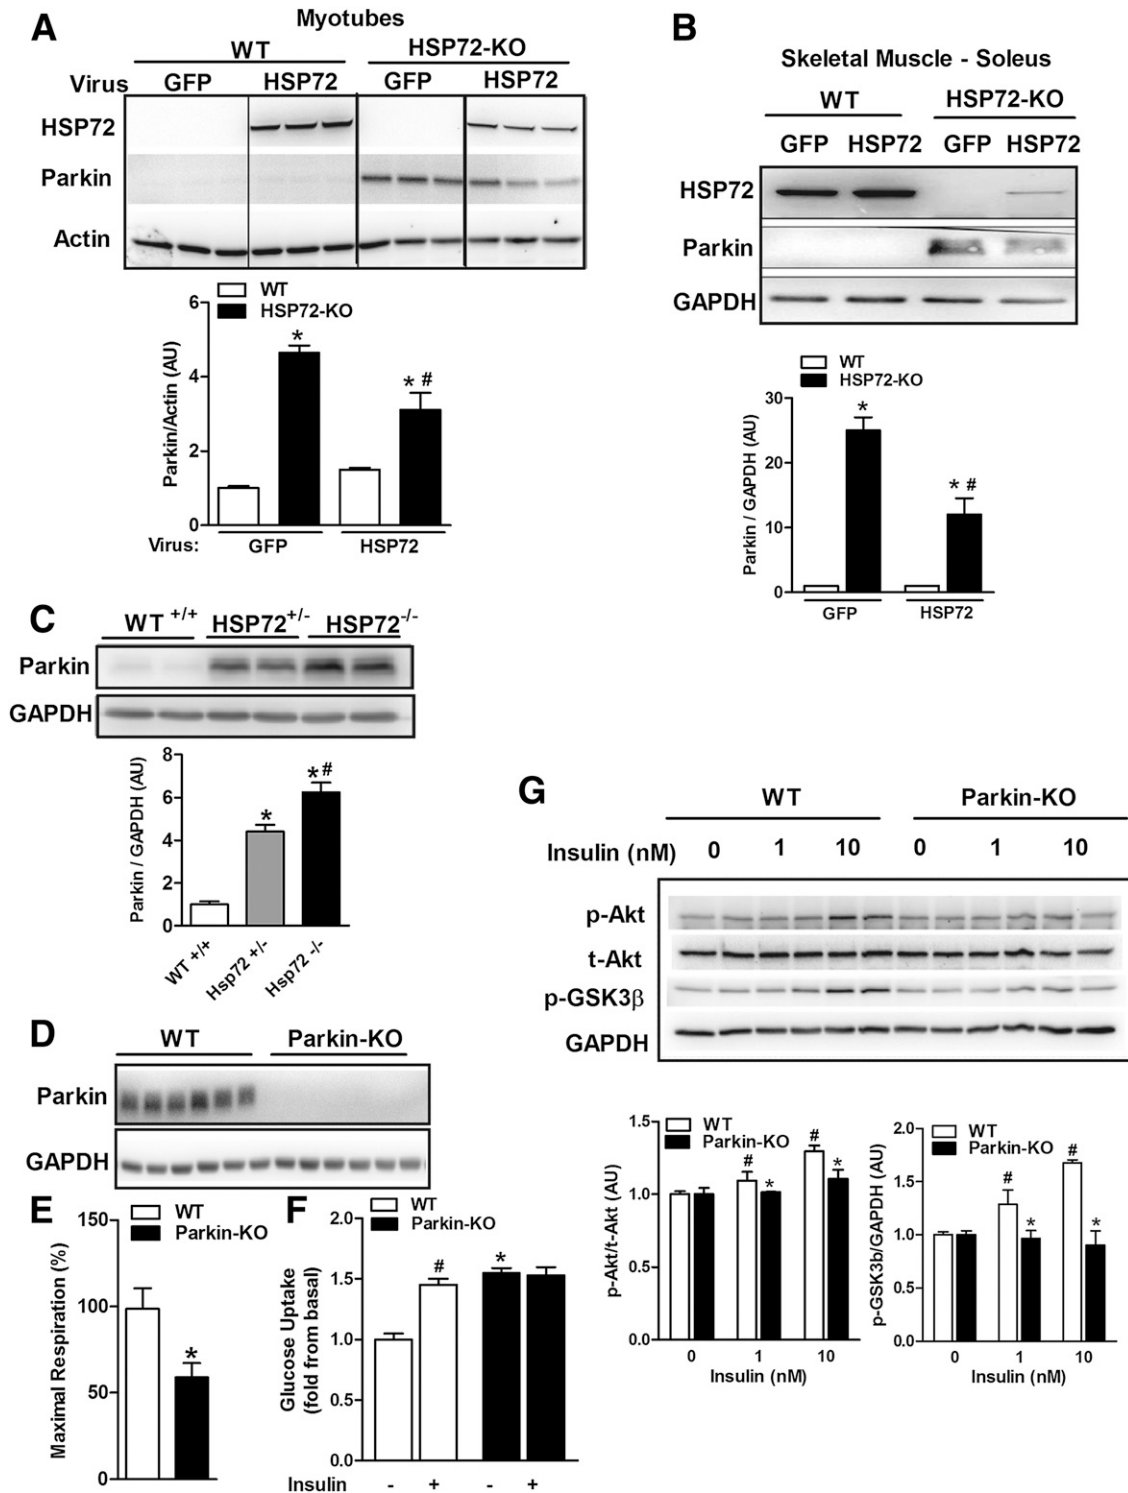 A
Myotubes
WT HSP72-KO
Virus GFP HSP72 GFP HSP72
HSP72
Parkin
Actin
WT
HSP72-KO
Parkin/Actin (AU)
6
4
2
0
* * #
Virus: GFP HSP72
B
Skeletal Muscle - Soleus
WT HSP72-KO
GFP HSP72 GFP HSP72
HSP72
Parkin
GAPDH
WT
HSP72-KO
Parkin / GAPDH (AU)
30
20
10
0
* * #
GFP HSP72
C
WT +/+ HSP72+/- HSP72-/-
Parkin
GAPDH
Parkin / GAPDH (AU)
8
6
4
2
0
* *#
WT +/+ Hsp72 +/- Hsp72 -/-
D
WT Parkin-KO
Parkin
GAPDH
E
WT
Parkin-KO
Maximal Respiration (%)
150
100
50
0
*
F
WT
Parkin-KO
Glucose Uptake
(fold from basal)
2.0
1.5
1.0
0.5
0.0
# *
Insulin - + - +
G
WT Parkin-KO
Insulin (nM) 0 1 10 0 1 10
p-Akt
t-Akt
p-GSK3β
GAPDH
WT
Parkin-KO
p-Akt/t-Akt (AU)
1.5
1.0
0.5
0.0
# * # *
0 1 10
Insulin (nM)
WT
Parkin-KO
p-GSK3b/GAPDH (AU)
2.0
1.5
1.0
0.5
0.0
# * # *
0 1 10
Insulin (nM)